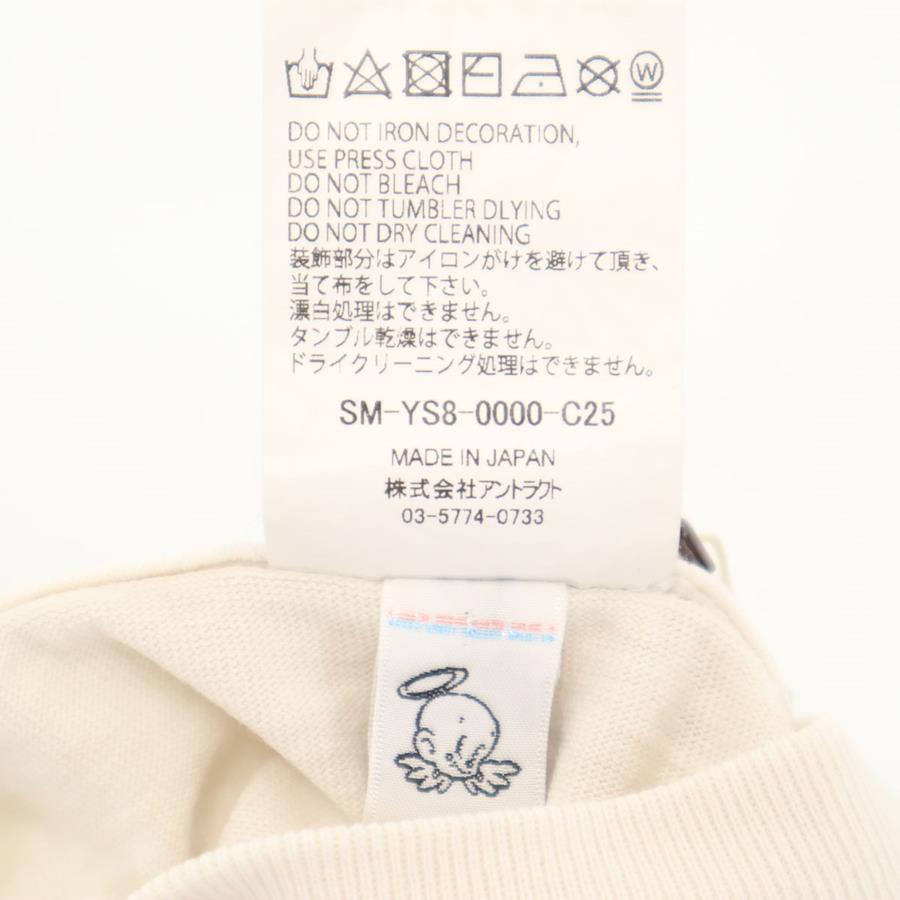 W
DO NOT IRON DECORATION,
USE PRESS CLOTH
DO NOT BLEACH
DO NOT TUMBLER DLYING
DO NOT DRY CLEANING
装飾部分はアイロンがけを避けて頂き、
当て布をして下さい。
漂白処理はできません。
タンブル乾燥はできません。
ドライクリーニング処理はできません。
SM-YS8-0000-C25
MADE IN JAPAN
株式会社アントラクト
03-5774-0733